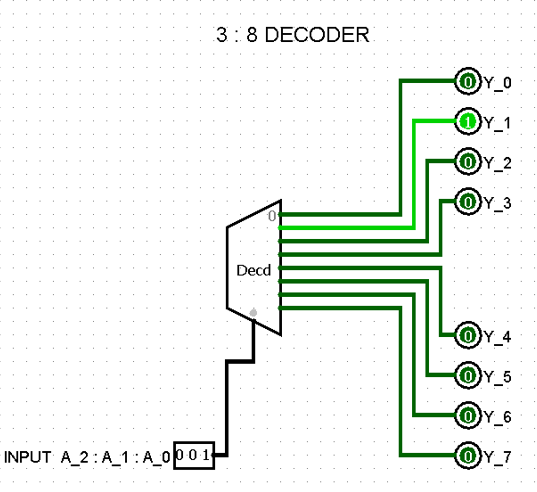 3 : 8 DECODER
0 Y_0
1 Y_1
0 Y_2
0 Y_3
0
Decd
0 Y_4
0 Y_5
0 Y_6
INPUT A_2 : A_1 : A_0 0 0 1
0 Y_7